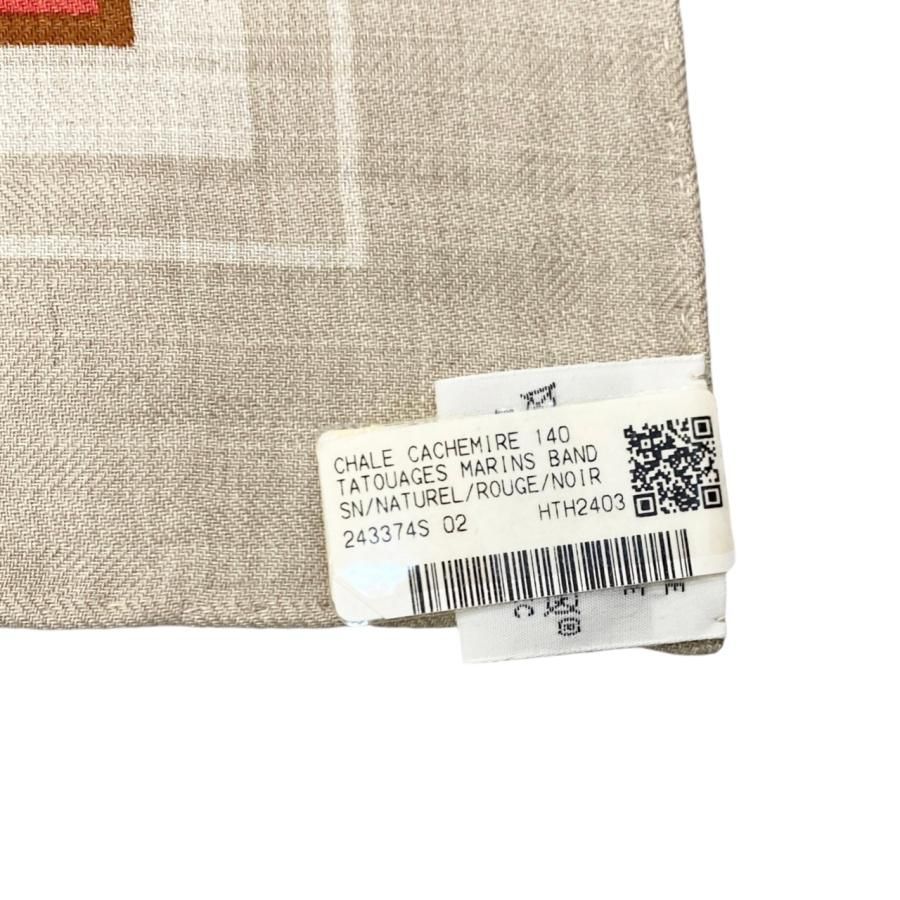 CHALE CACHEMIRE 140
TATOUAGES MARINS BAND
SN/NATUREL/ROUGE/NOIR
243374S 02 HTH2403